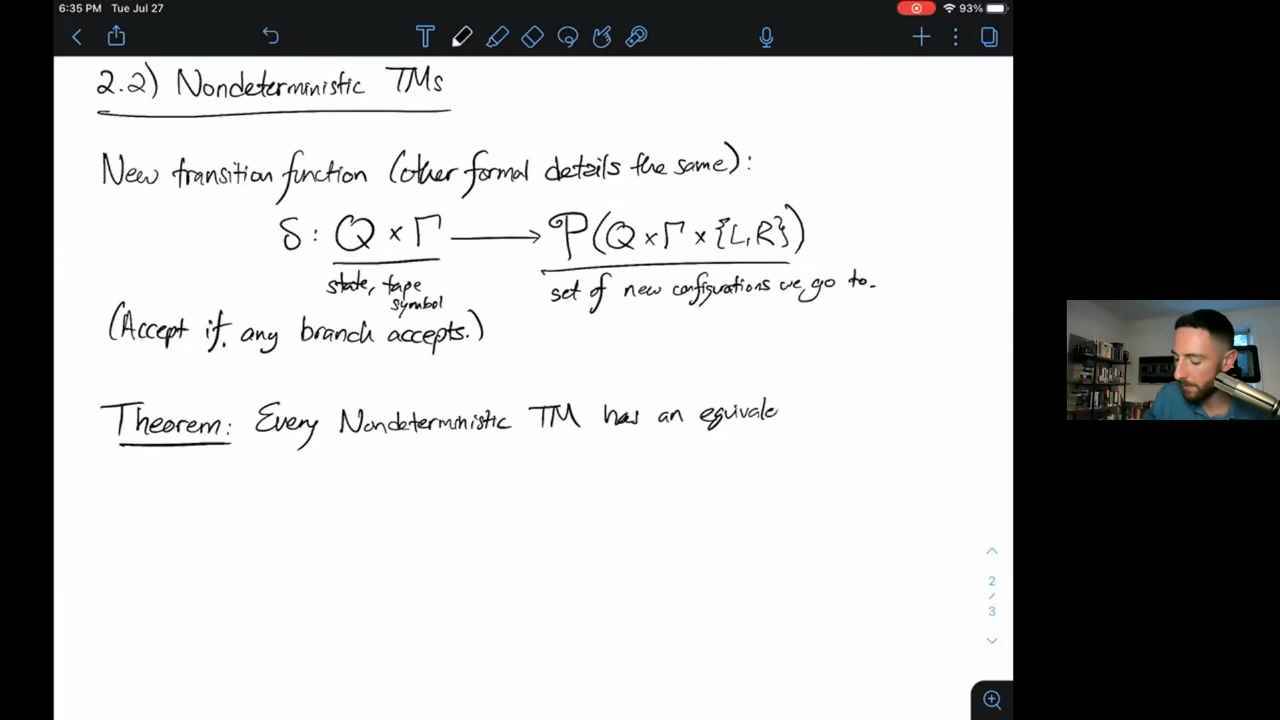 6:35 PM Tue Jul 27
93%
2.2) Nondeterministic TMs
New transition function (other formal details the same):
δ: Q × Γ ⟶ P(Q × Γ × {L, R})
state, tape symbol
set of new configurations we go to.
(Accept if any branch accepts.)
Theorem: Every Nondeterministic TM has an equivale
2
/
3